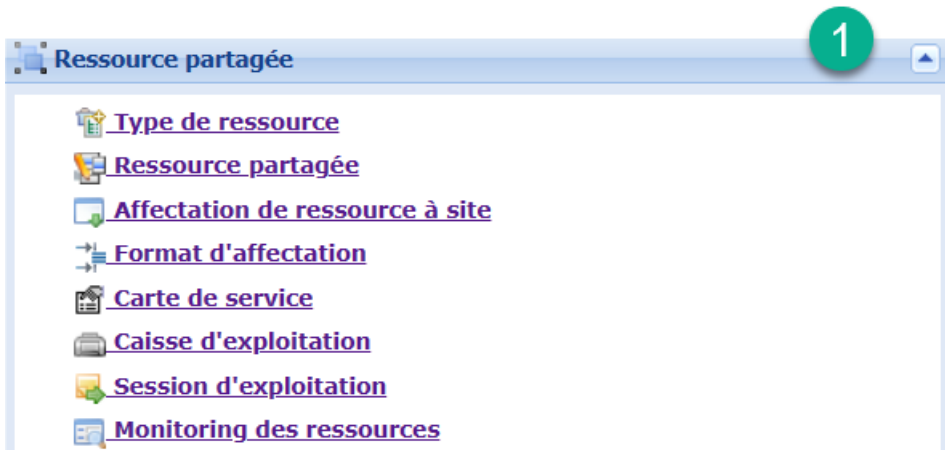 1
Ressource partagée
Type de ressource
Ressource partagée
Affectation de ressource à site
Format d'affectation
Carte de service
Caisse d'exploitation
Session d'exploitation
Monitoring des ressources